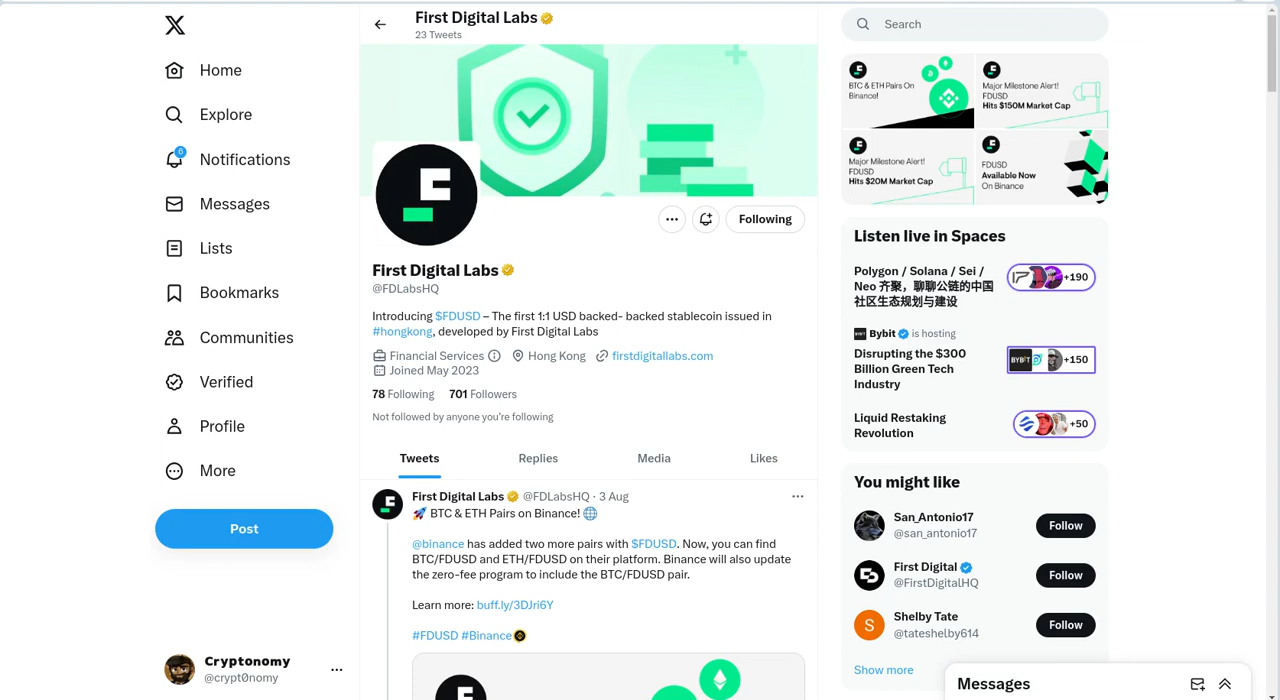 Home
Explore
6
Notifications
Messages
Lists
Bookmarks
Communities
Verified
Profile
More
Post
Cryptonomy
@crypt0nomy
First Digital Labs
23 Tweets
Following
First Digital Labs
@FDLabsHQ
Introducing $FDUSD – The first 1:1 USD backed- backed stablecoin issued in
#hongkong, developed by First Digital Labs
Financial Services Hong Kong firstdigitallabs.com
Joined May 2023
78 Following 701 Followers
Not followed by anyone you're following
Tweets Replies Media Likes
First Digital Labs @FDLabsHQ · 3 Aug
🚀 BTC & ETH Pairs on Binance! 🌐
@binance has added two more pairs with $FDUSD. Now, you can find
BTC/FDUSD and ETH/FDUSD on their platform. Binance will also update
the zero-fee program to include the BTC/FDUSD pair.
Learn more: buff.ly/3DJri6Y
#FDUSD #Binance
Search
BTC & ETH Pairs On
Binance!
Major Milestone Alert!
FDUSD
Hits $150M Market Cap
Major Milestone Alert!
FDUSD
Hits $20M Market Cap
FDUSD
Available Now
On Binance
Listen live in Spaces
Polygon / Solana / Sei /
Neo 齐聚，聊聊公链的中国
社区生态规划与建设
+190
Bybit is hosting
Disrupting the $300
Billion Green Tech
Industry
BYBIT
+150
Liquid Restaking
Revolution
+50
You might like
San_Antonio17
@san_antonio17
Follow
First Digital
@FirstDigitalHQ
Follow
S
Shelby Tate
@tateshelby614
Follow
Show more
Messages